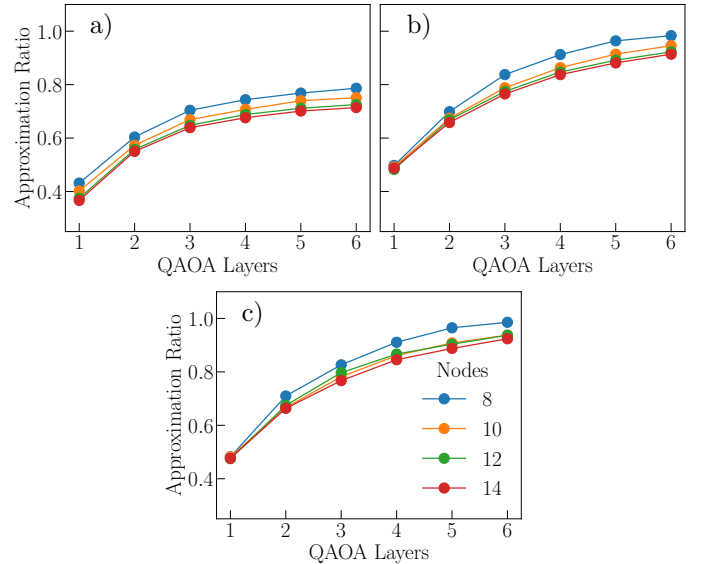 a)
1.0
0.8
0.6
0.4
Approximation Ratio
1 2 3 4 5 6
QAOA Layers
b)
1 2 3 4 5 6
QAOA Layers
c)
1.0
0.8
0.6
0.4
Approximation Ratio
Nodes
8
10
12
14
1 2 3 4 5 6
QAOA Layers